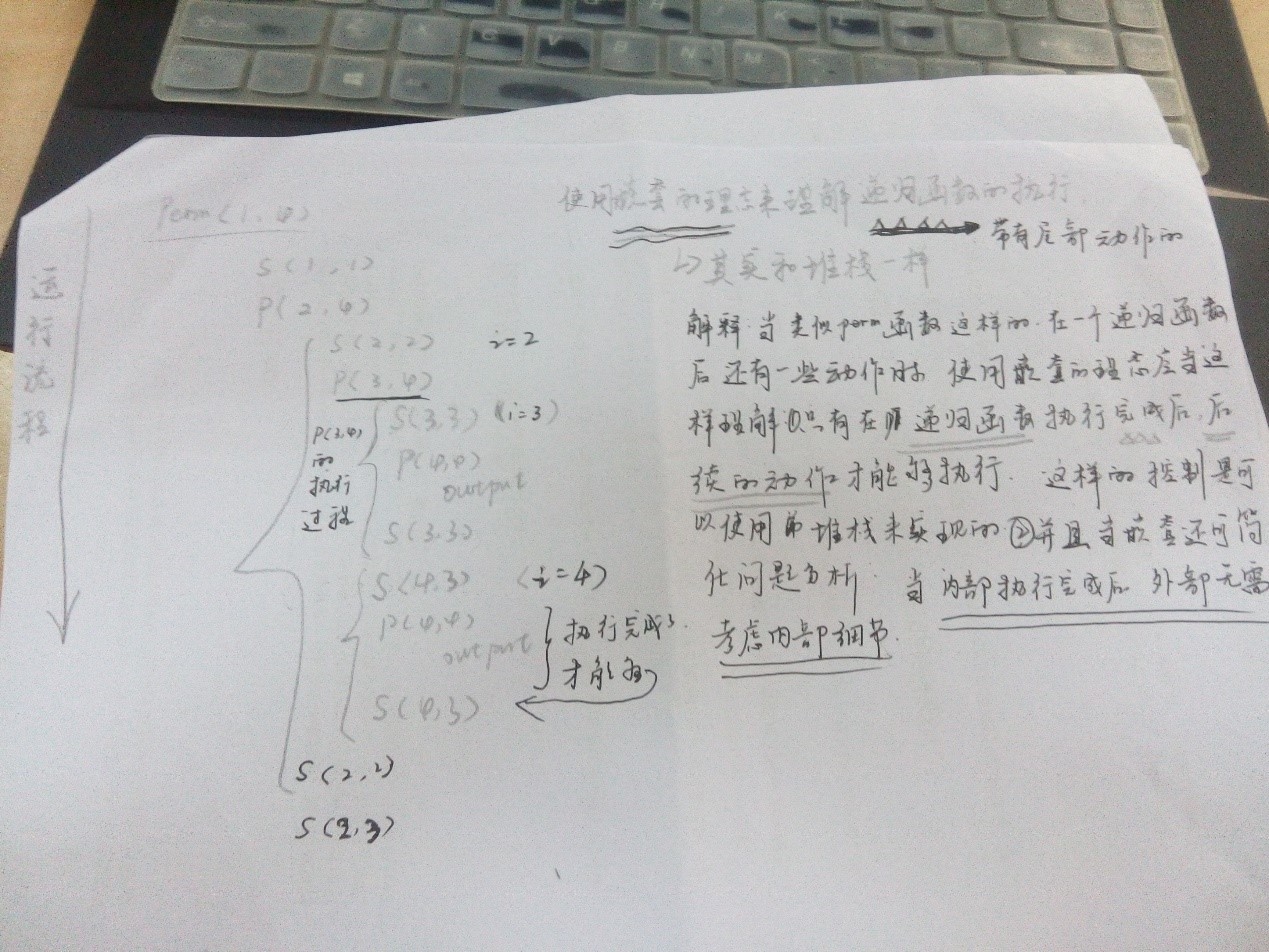 运行流程
Perm(1,4)
S(1,1)
P(2,4)
S(2,2) i=2
P(3,4)
P(3,4)的执行过程
S(3,3) (i=3)
P(4,4)
output
S(3,3)
S(4,3) (i=4)
P(4,4)
output
执行完成了
才能
S(4,3)
S(2,2)
S(2,3)
使用嵌套的理念来理解递归函数的执行
带有尾部动作的
↳其实和堆栈一样
解释:当类似perm函数这样的,在一个递归函数
后还有一些动作时,使用嵌套的理念应当这
样理解①只有在 递归函数执行完成后,后
续的动作才能够执行.这样的控制是可
以使用 堆栈来实现的②并且当嵌套还可简
化问题分析. 当内部执行完成后 外部无需
考虑内部细节.